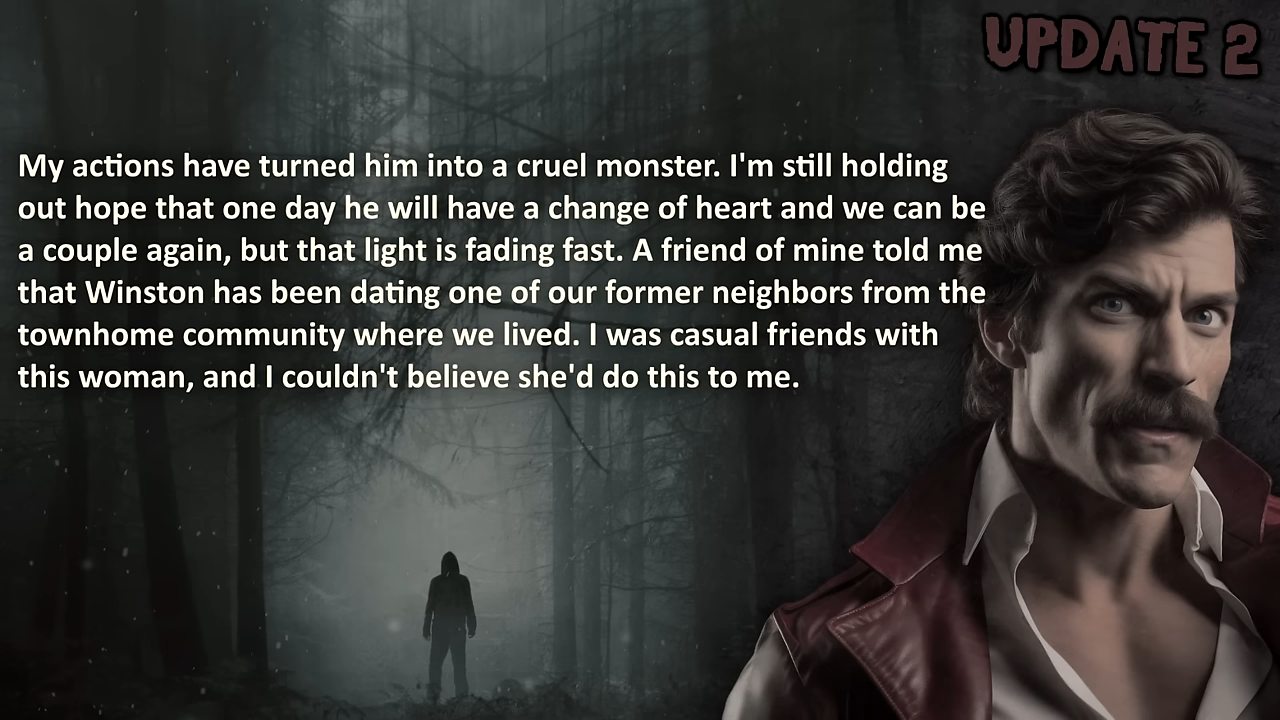 UPDATE 2
My actions have turned him into a cruel monster. I'm still holding
out hope that one day he will have a change of heart and we can be
a couple again, but that light is fading fast. A friend of mine told me
that Winston has been dating one of our former neighbors from the
townhome community where we lived. I was casual friends with
this woman, and I couldn't believe she'd do this to me.